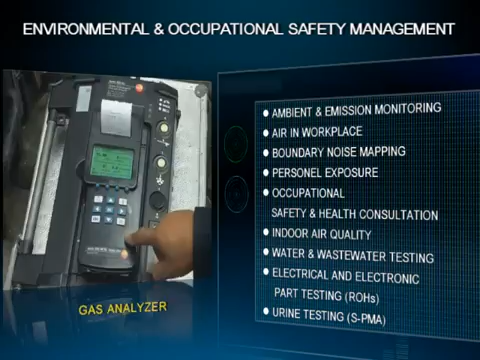 ENVIRONMENTAL & OCCUPATIONAL SAFETY MANAGEMENT
AMBIENT & EMISSION MONITORING
AIR IN WORKPLACE
BOUNDARY NOISE MAPPING
PERSONEL EXPOSURE
OCCUPATIONAL
SAFETY & HEALTH CONSULTATION
INDOOR AIR QUALITY
WATER & WASTEWATER TESTING
ELECTRICAL AND ELECTRONIC
PART TESTING (ROHs)
URINE TESTING (S-PMA)
GAS ANALYZER